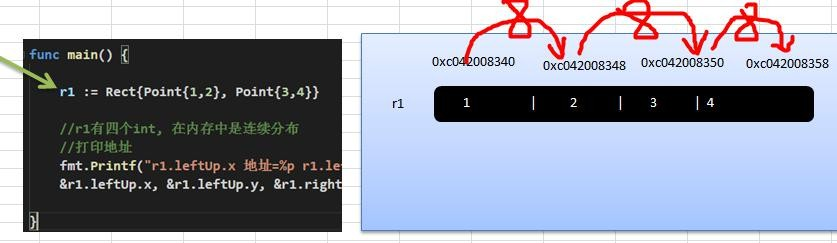 func main() {
r1 := Rect{Point{1,2}, Point{3,4}}
//r1有四个int, 在内存中是连续分布
//打印地址
fmt.Printf("r1.leftUp.x 地址=%p r1.le
&r1.leftUp.x, &r1.leftUp.y, &r1.right
}
0xc042008340 0xc042008348 0xc042008350 0xc042008358
r1 1 | 2 | 3 | 4